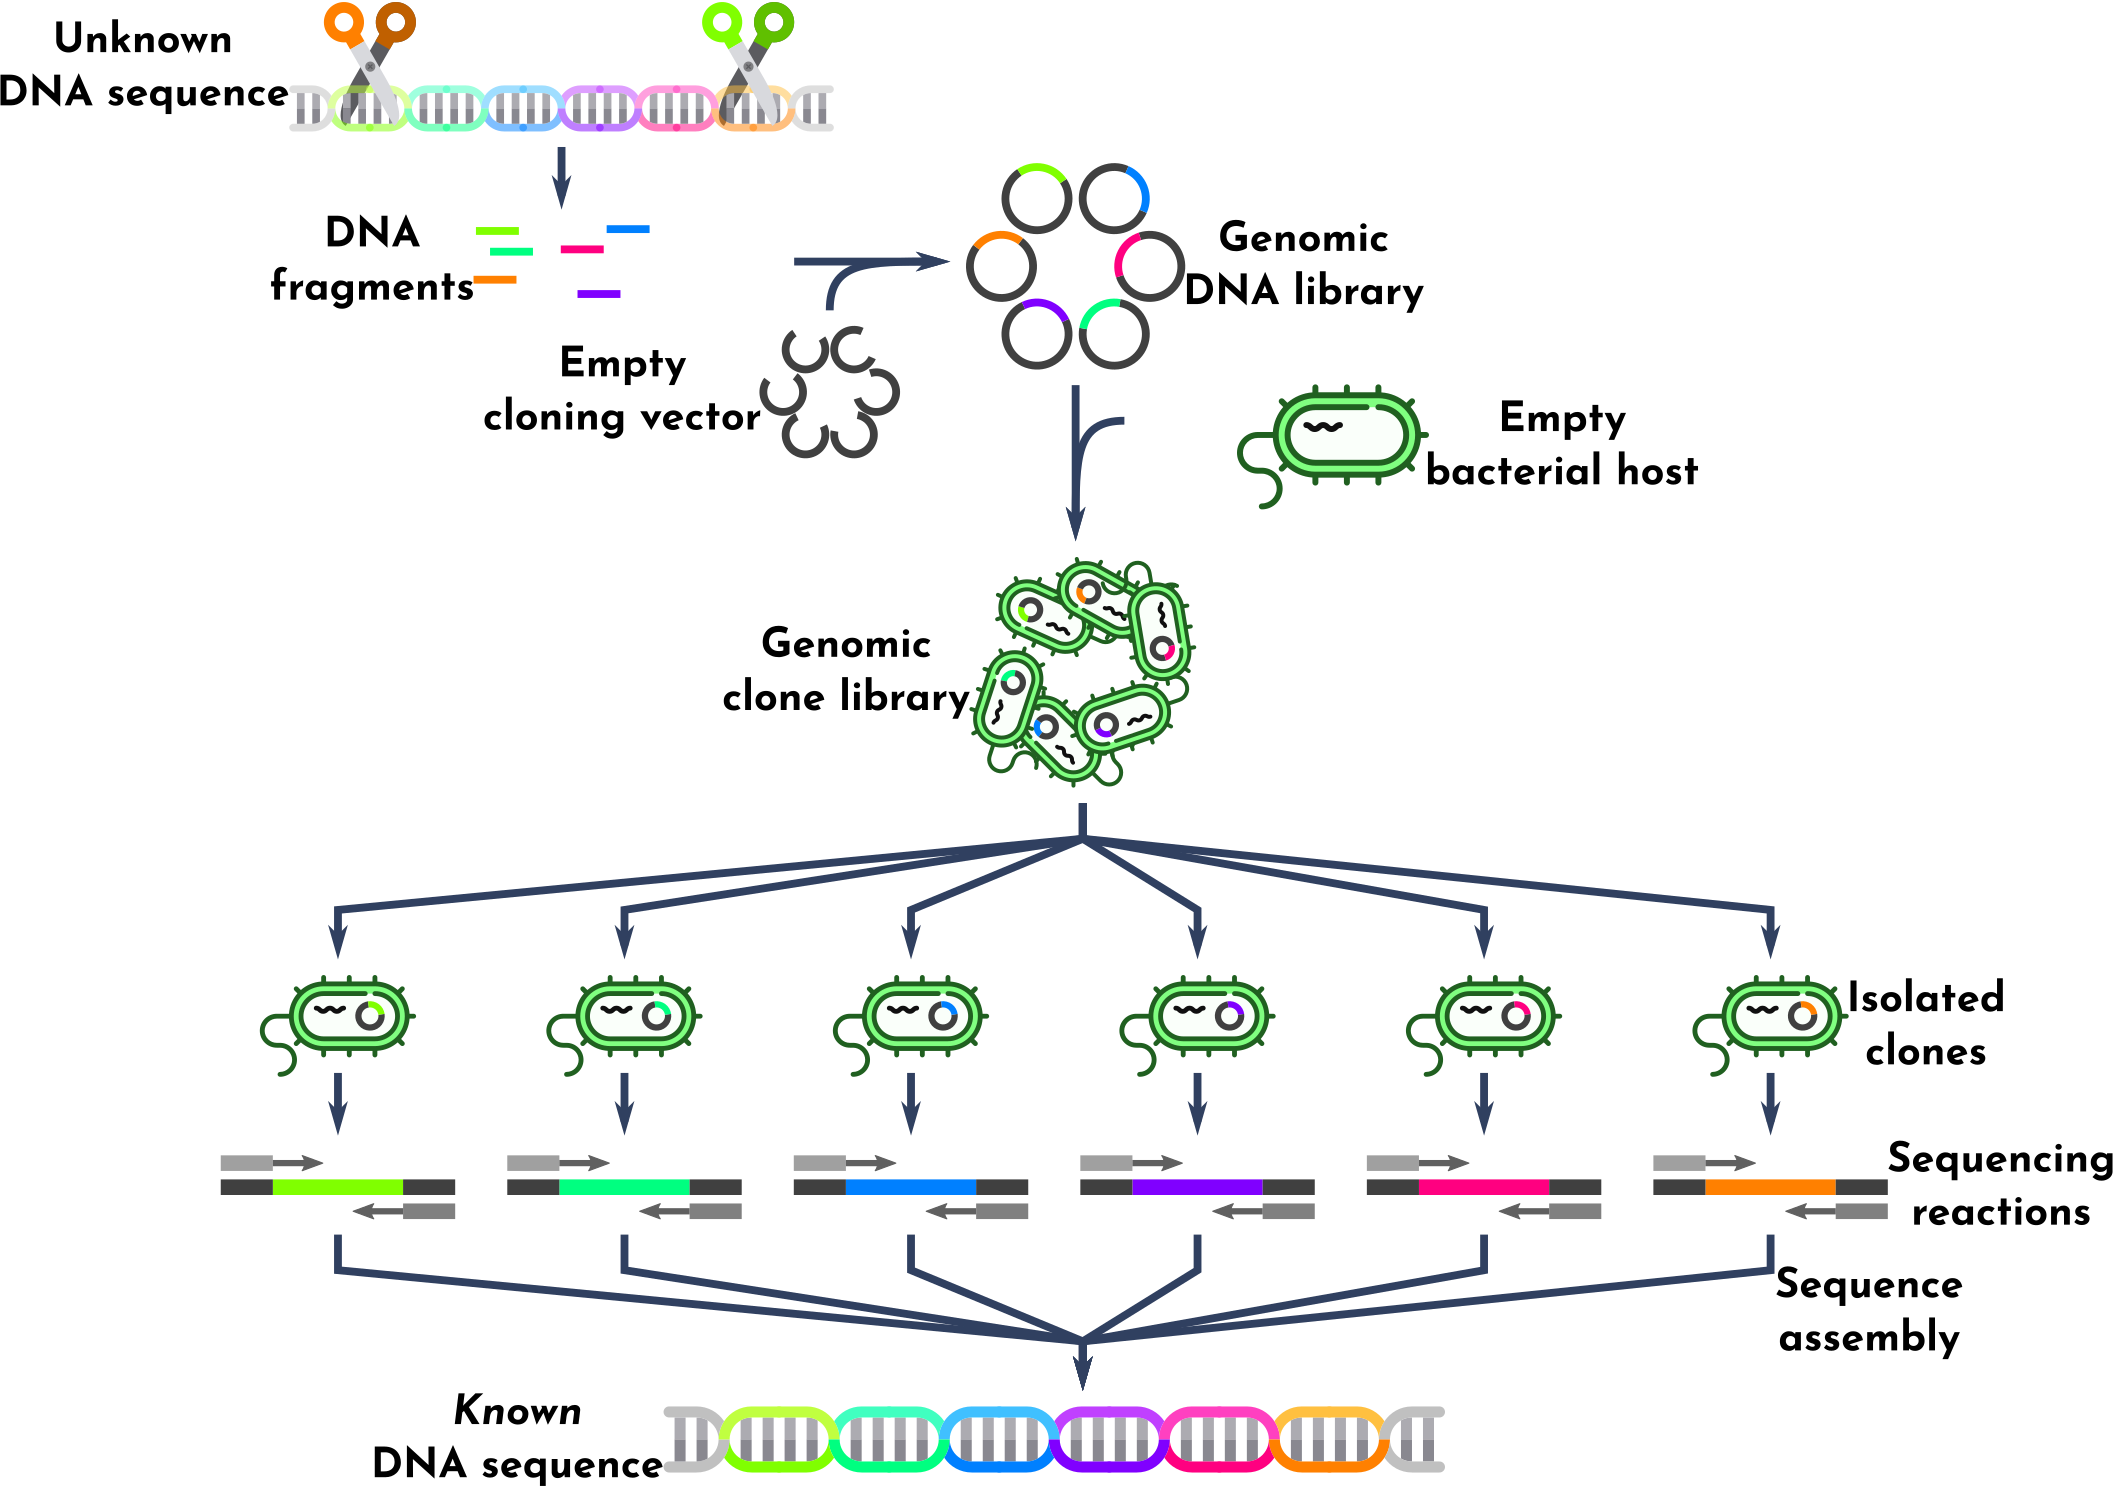 Unknown
DNA sequence
DNA
fragments
Genomic
DNA library
Empty
cloning vector
Empty
bacterial host
Genomic
clone library
Isolated
clones
Sequencing
reactions
Sequence
assembly
Known
DNA sequence